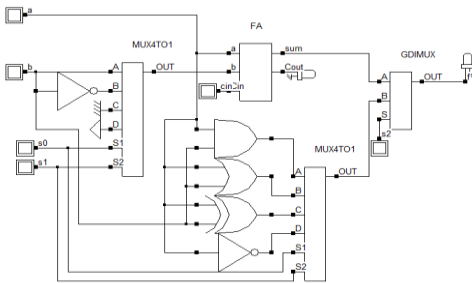 a
FA
MUX4TO1
GDIMUX
a
sum
b
A
OUT
b
Cout
A
OUT
B
cin
Cin
B
C
S
D
s2
s0
S1
s1
S2
MUX4TO1
A
OUT
B
C
D
S1
S2